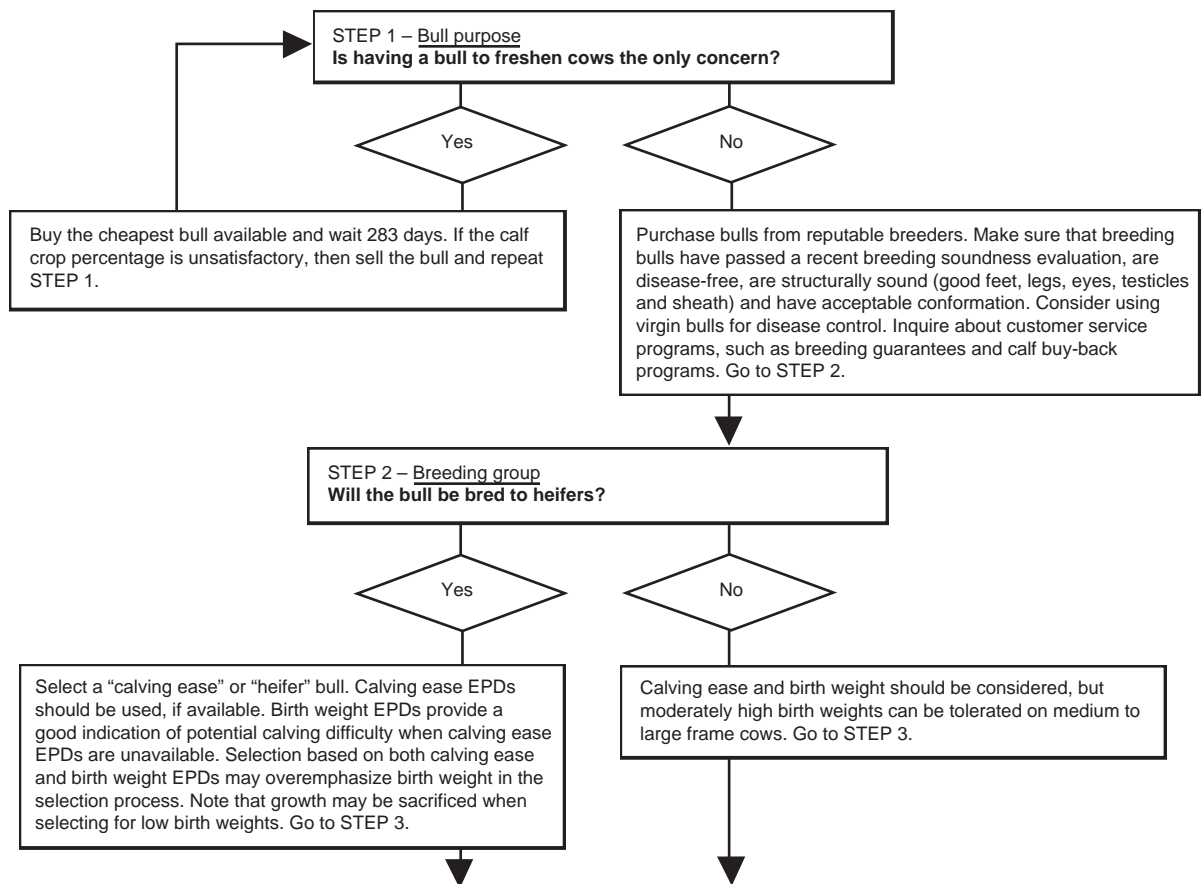 STEP 1 – Bull purpose
Is having a bull to freshen cows the only concern?
Yes
No
Buy the cheapest bull available and wait 283 days. If the calf
crop percentage is unsatisfactory, then sell the bull and repeat
STEP 1.
Purchase bulls from reputable breeders. Make sure that breeding
bulls have passed a recent breeding soundness evaluation, are
disease-free, are structurally sound (good feet, legs, eyes, testicles
and sheath) and have acceptable conformation. Consider using
virgin bulls for disease control. Inquire about customer service
programs, such as breeding guarantees and calf buy-back
programs. Go to STEP 2.
STEP 2 – Breeding group
Will the bull be bred to heifers?
Yes
No
Select a “calving ease” or “heifer” bull. Calving ease EPDs
should be used, if available. Birth weight EPDs provide a
good indication of potential calving difficulty when calving ease
EPDs are unavailable. Selection based on both calving ease
and birth weight EPDs may overemphasize birth weight in the
selection process. Note that growth may be sacrificed when
selecting for low birth weights. Go to STEP 3.
Calving ease and birth weight should be considered, but
moderately high birth weights can be tolerated on medium to
large frame cows. Go to STEP 3.